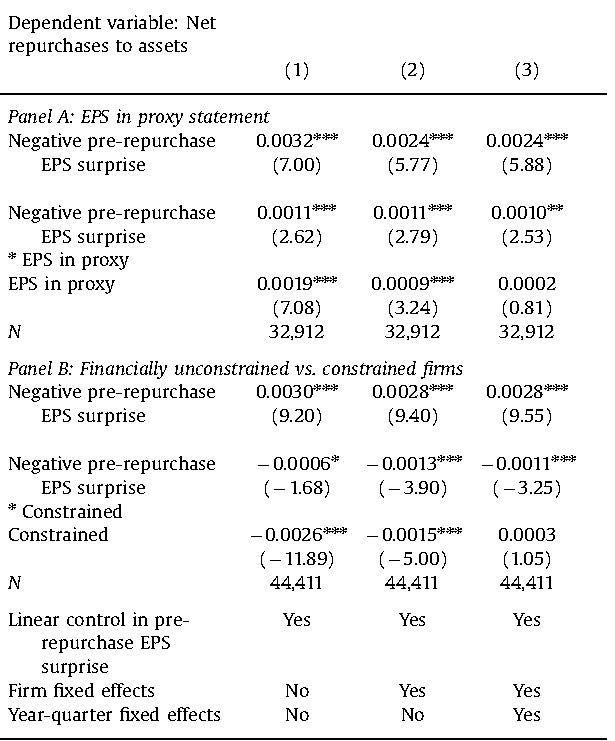 Dependent variable: Net
repurchases to assets
(1) (2) (3)
Panel A: EPS in proxy statement
Negative pre-repurchase 0.0032*** 0.0024*** 0.0024***
EPS surprise (7.00) (5.77) (5.88)
Negative pre-repurchase 0.0011*** 0.0011*** 0.0010**
EPS surprise (2.62) (2.79) (2.53)
* EPS in proxy
EPS in proxy 0.0019*** 0.0009*** 0.0002
(7.08) (3.24) (0.81)
N 32,912 32,912 32,912
Panel B: Financially unconstrained vs. constrained firms
Negative pre-repurchase 0.0030*** 0.0028*** 0.0028***
EPS surprise (9.20) (9.40) (9.55)
Negative pre-repurchase −0.0006* −0.0013*** −0.0011***
EPS surprise (−1.68) (−3.90) (−3.25)
* Constrained
Constrained −0.0026*** −0.0015*** 0.0003
(−11.89) (−5.00) (1.05)
N 44,411 44,411 44,411
Linear control in pre- Yes Yes Yes
repurchase EPS
surprise
Firm fixed effects No Yes Yes
Year-quarter fixed effects No No Yes